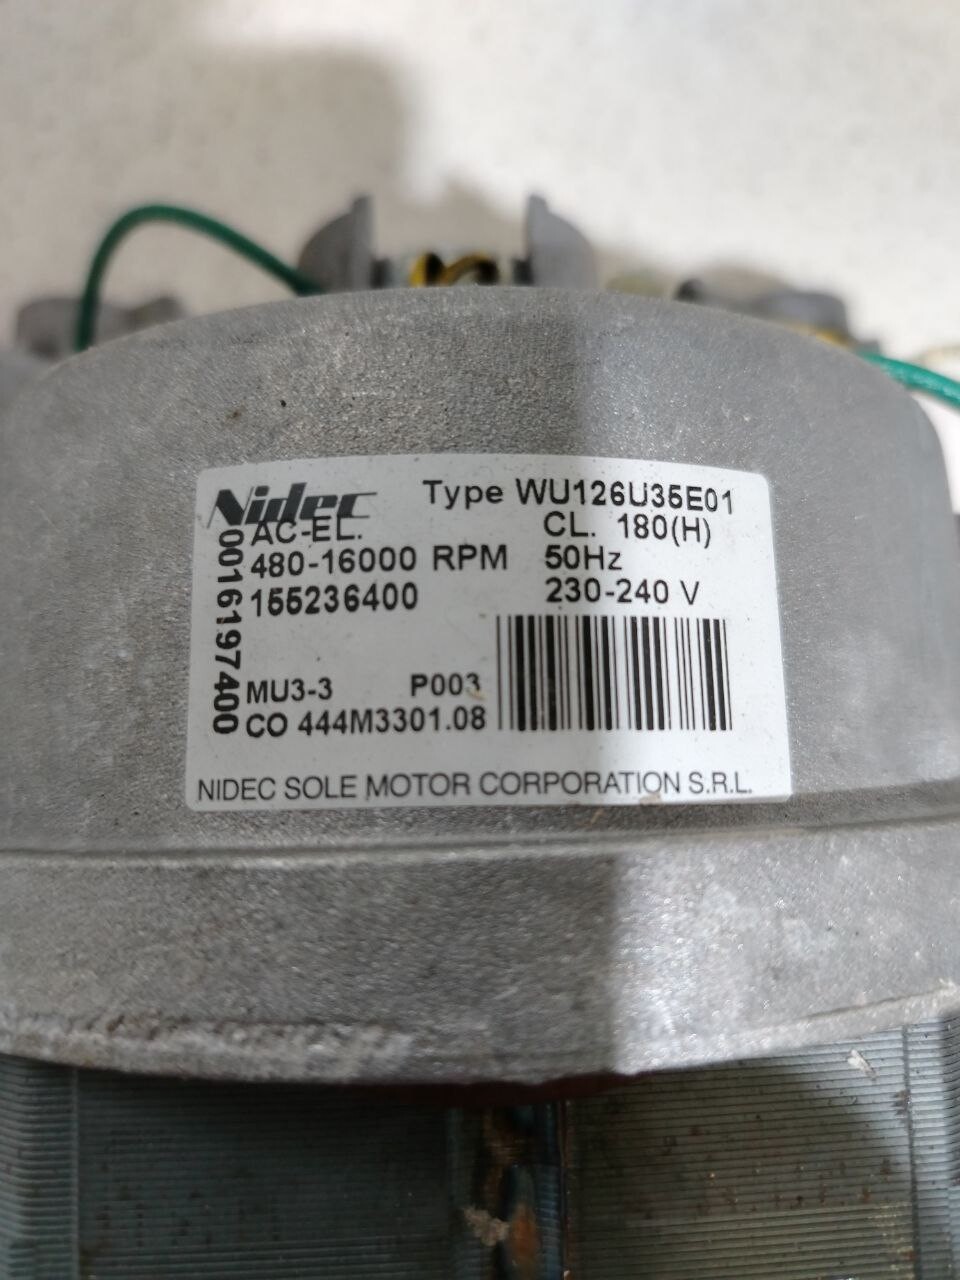 Nidec Type WU126U35E01
AC-EL. CL. 180(H)
480-16000 RPM 50Hz
155236400 230-240 V
0016197400
MU3-3 P003
CO 444M3301.08
NIDEC SOLE MOTOR CORPORATION S.R.L.